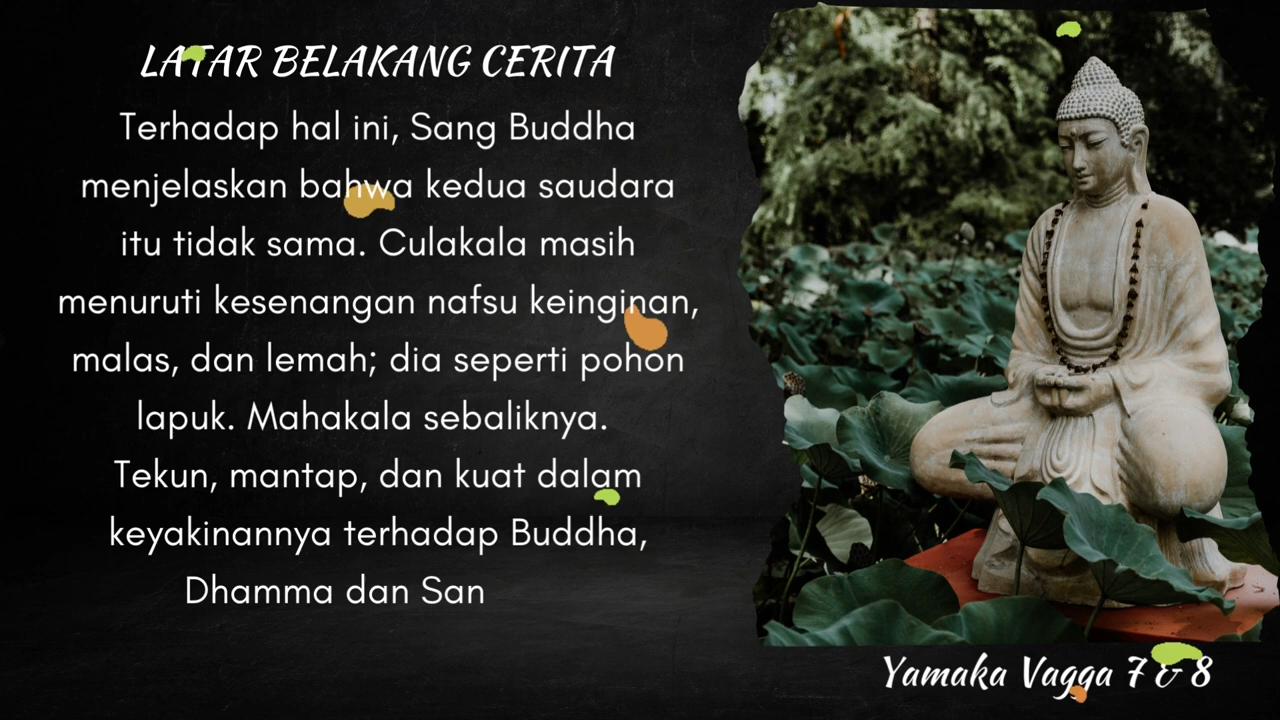 LATAR BELAKANG CERITA
Terhadap hal ini, Sang Buddha
menjelaskan bahwa kedua saudara
itu tidak sama. Culakala masih
menuruti kesenangan nafsu keinginan,
malas, dan lemah; dia seperti pohon
lapuk. Mahakala sebaliknya.
Tekun, mantap, dan kuat dalam
keyakinannya terhadap Buddha,
Dhamma dan San
Yamaka Vagga 7 & 8